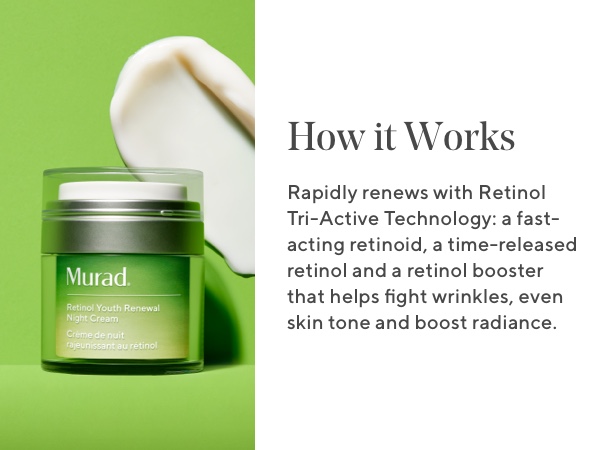 Murad.
Retinol Youth Renewal
Night Cream
Crème de nuit
rajeunissant au rétinol
How it Works
Rapidly renews with Retinol
Tri-Active Technology: a fast-
acting retinoid, a time-released
retinol and a retinol booster
that helps fight wrinkles, even
skin tone and boost radiance.